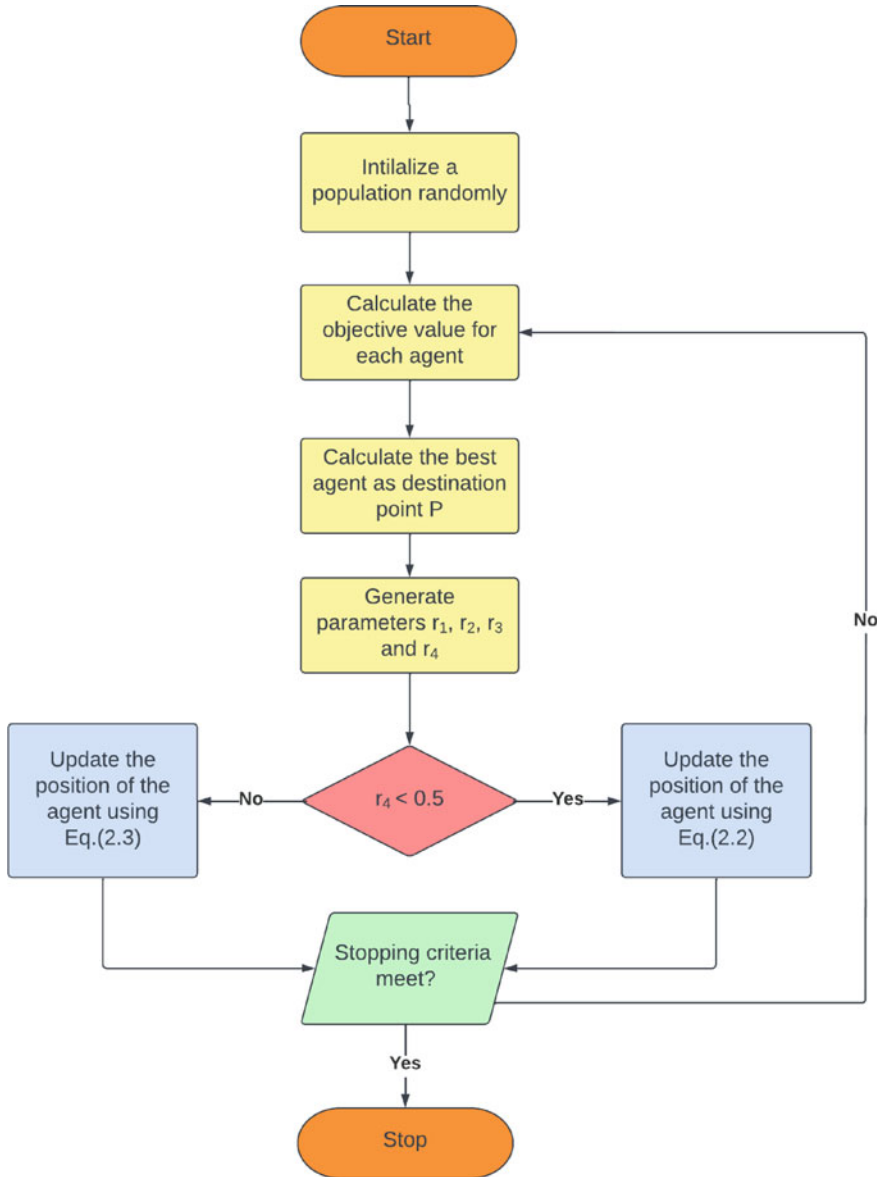 Start
Intilalize a
population randomly
Calculate the
objective value for
each agent
Calculate the best
agent as destination
point P
Generate
parameters r₁, r₂, r₃
and r₄
No
Update the
position of the
agent using
Eq.(2.3)
No
r₄ < 0.5
Yes
Update the
position of the
agent using
Eq.(2.2)
Stopping criteria
meet?
Yes
Stop